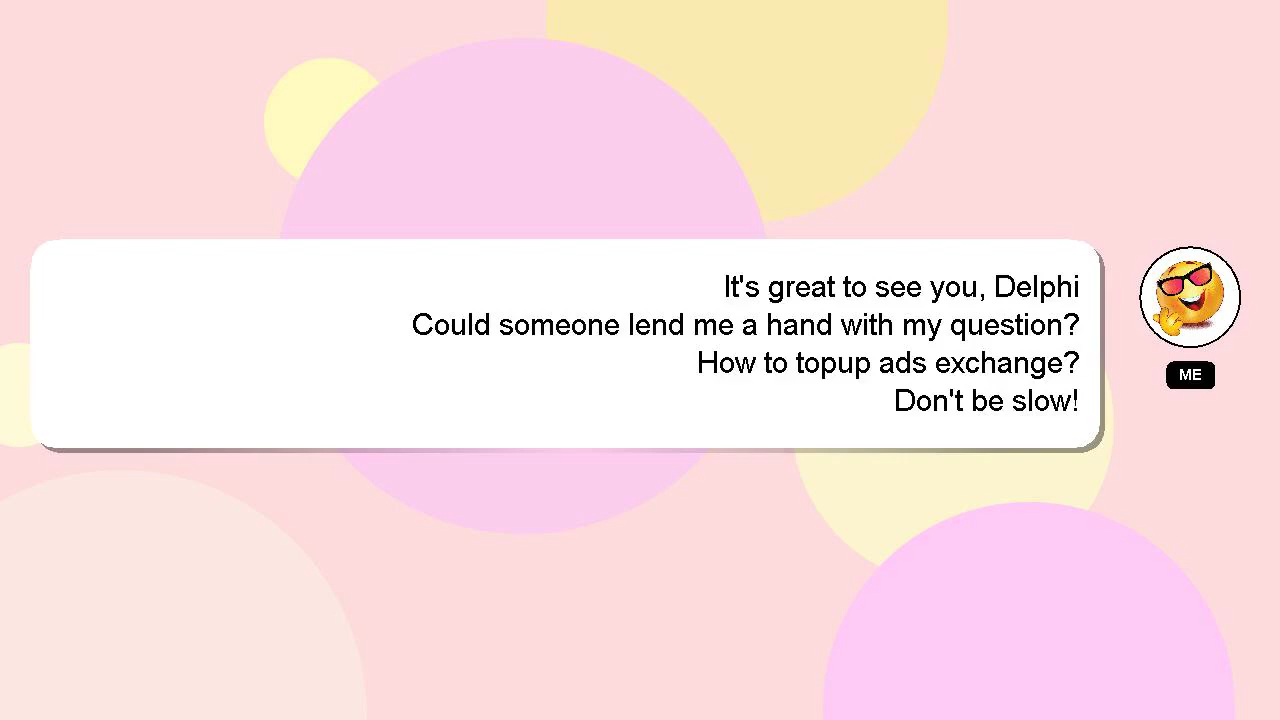 It's great to see you, Delphi
Could someone lend me a hand with my question?
How to topup ads exchange?
Don't be slow!
ME